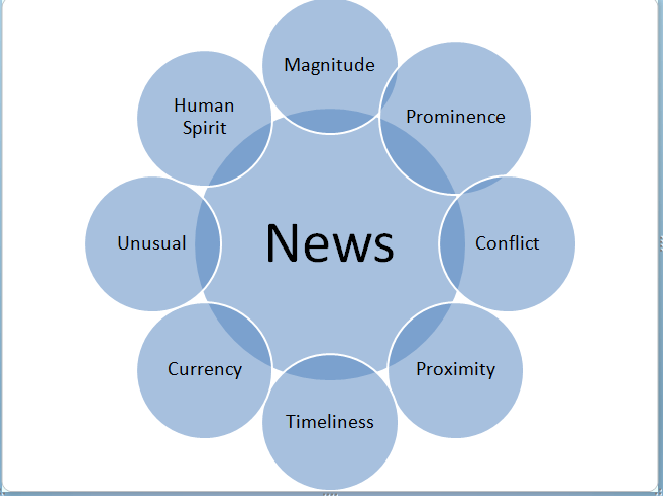 Magnitude
Prominence
Human
Spirit
News
Unusual
Conflict
Currency
Proximity
Timeliness